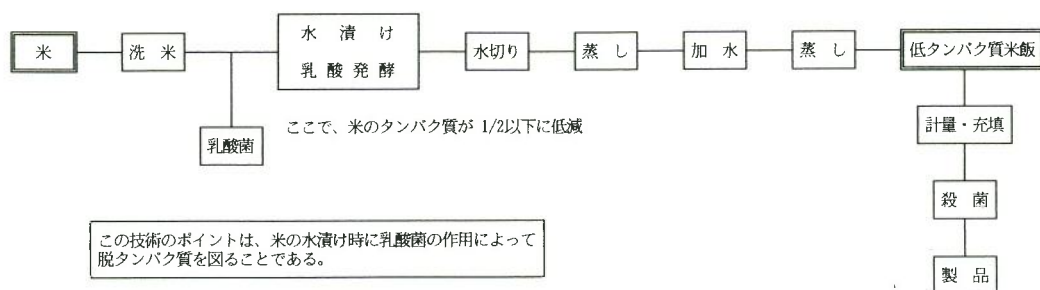 米
洗 米
水 漬 け
乳 酸 発 酵
水切り
蒸 し
加 水
蒸 し
低タンパク質米飯
乳酸菌
ここで、米のタンパク質が 1/2以下に低減
計量・充填
殺 菌
製 品
この技術のポイントは、米の水漬け時に乳酸菌の作用によって
脱タンパク質を図ることである。